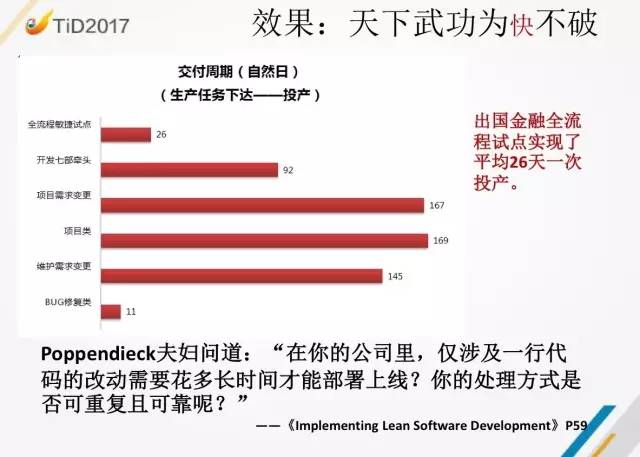 TiD2017
效果：天下武功为快不破
交付周期（自然日）
（生产任务下达——投产）
全流程敏捷试点 26
开发七部牵头 92
项目需求变更 167
项目类 169
维护需求变更 145
BUG修复类 11
出国金融全流
程试点实现了
平均26天一次
投产。
Poppendieck夫妇问道：“在你的公司里，仅涉及一行代
码的改动需要花多长时间才能部署上线？你的处理方式是
否可重复且可靠呢？”
——《Implementing Lean Software Development》P59